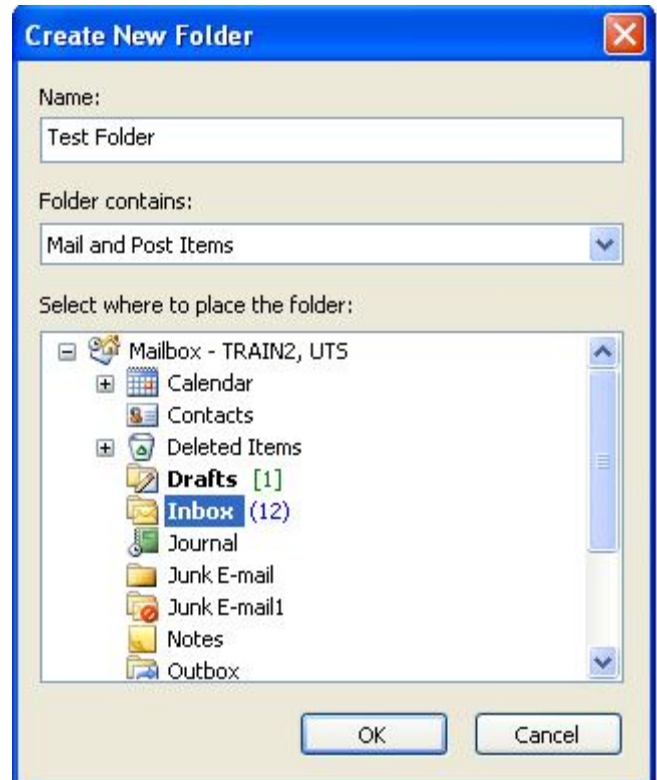 Create New Folder
Name:
Test Folder
Folder contains:
Mail and Post Items
Select where to place the folder:
Mailbox - TRAIN2, UTS
Calendar
Contacts
Deleted Items
Drafts [1]
Inbox (12)
Journal
Junk E-mail
Junk E-mail1
Notes
Outbox
OK Cancel